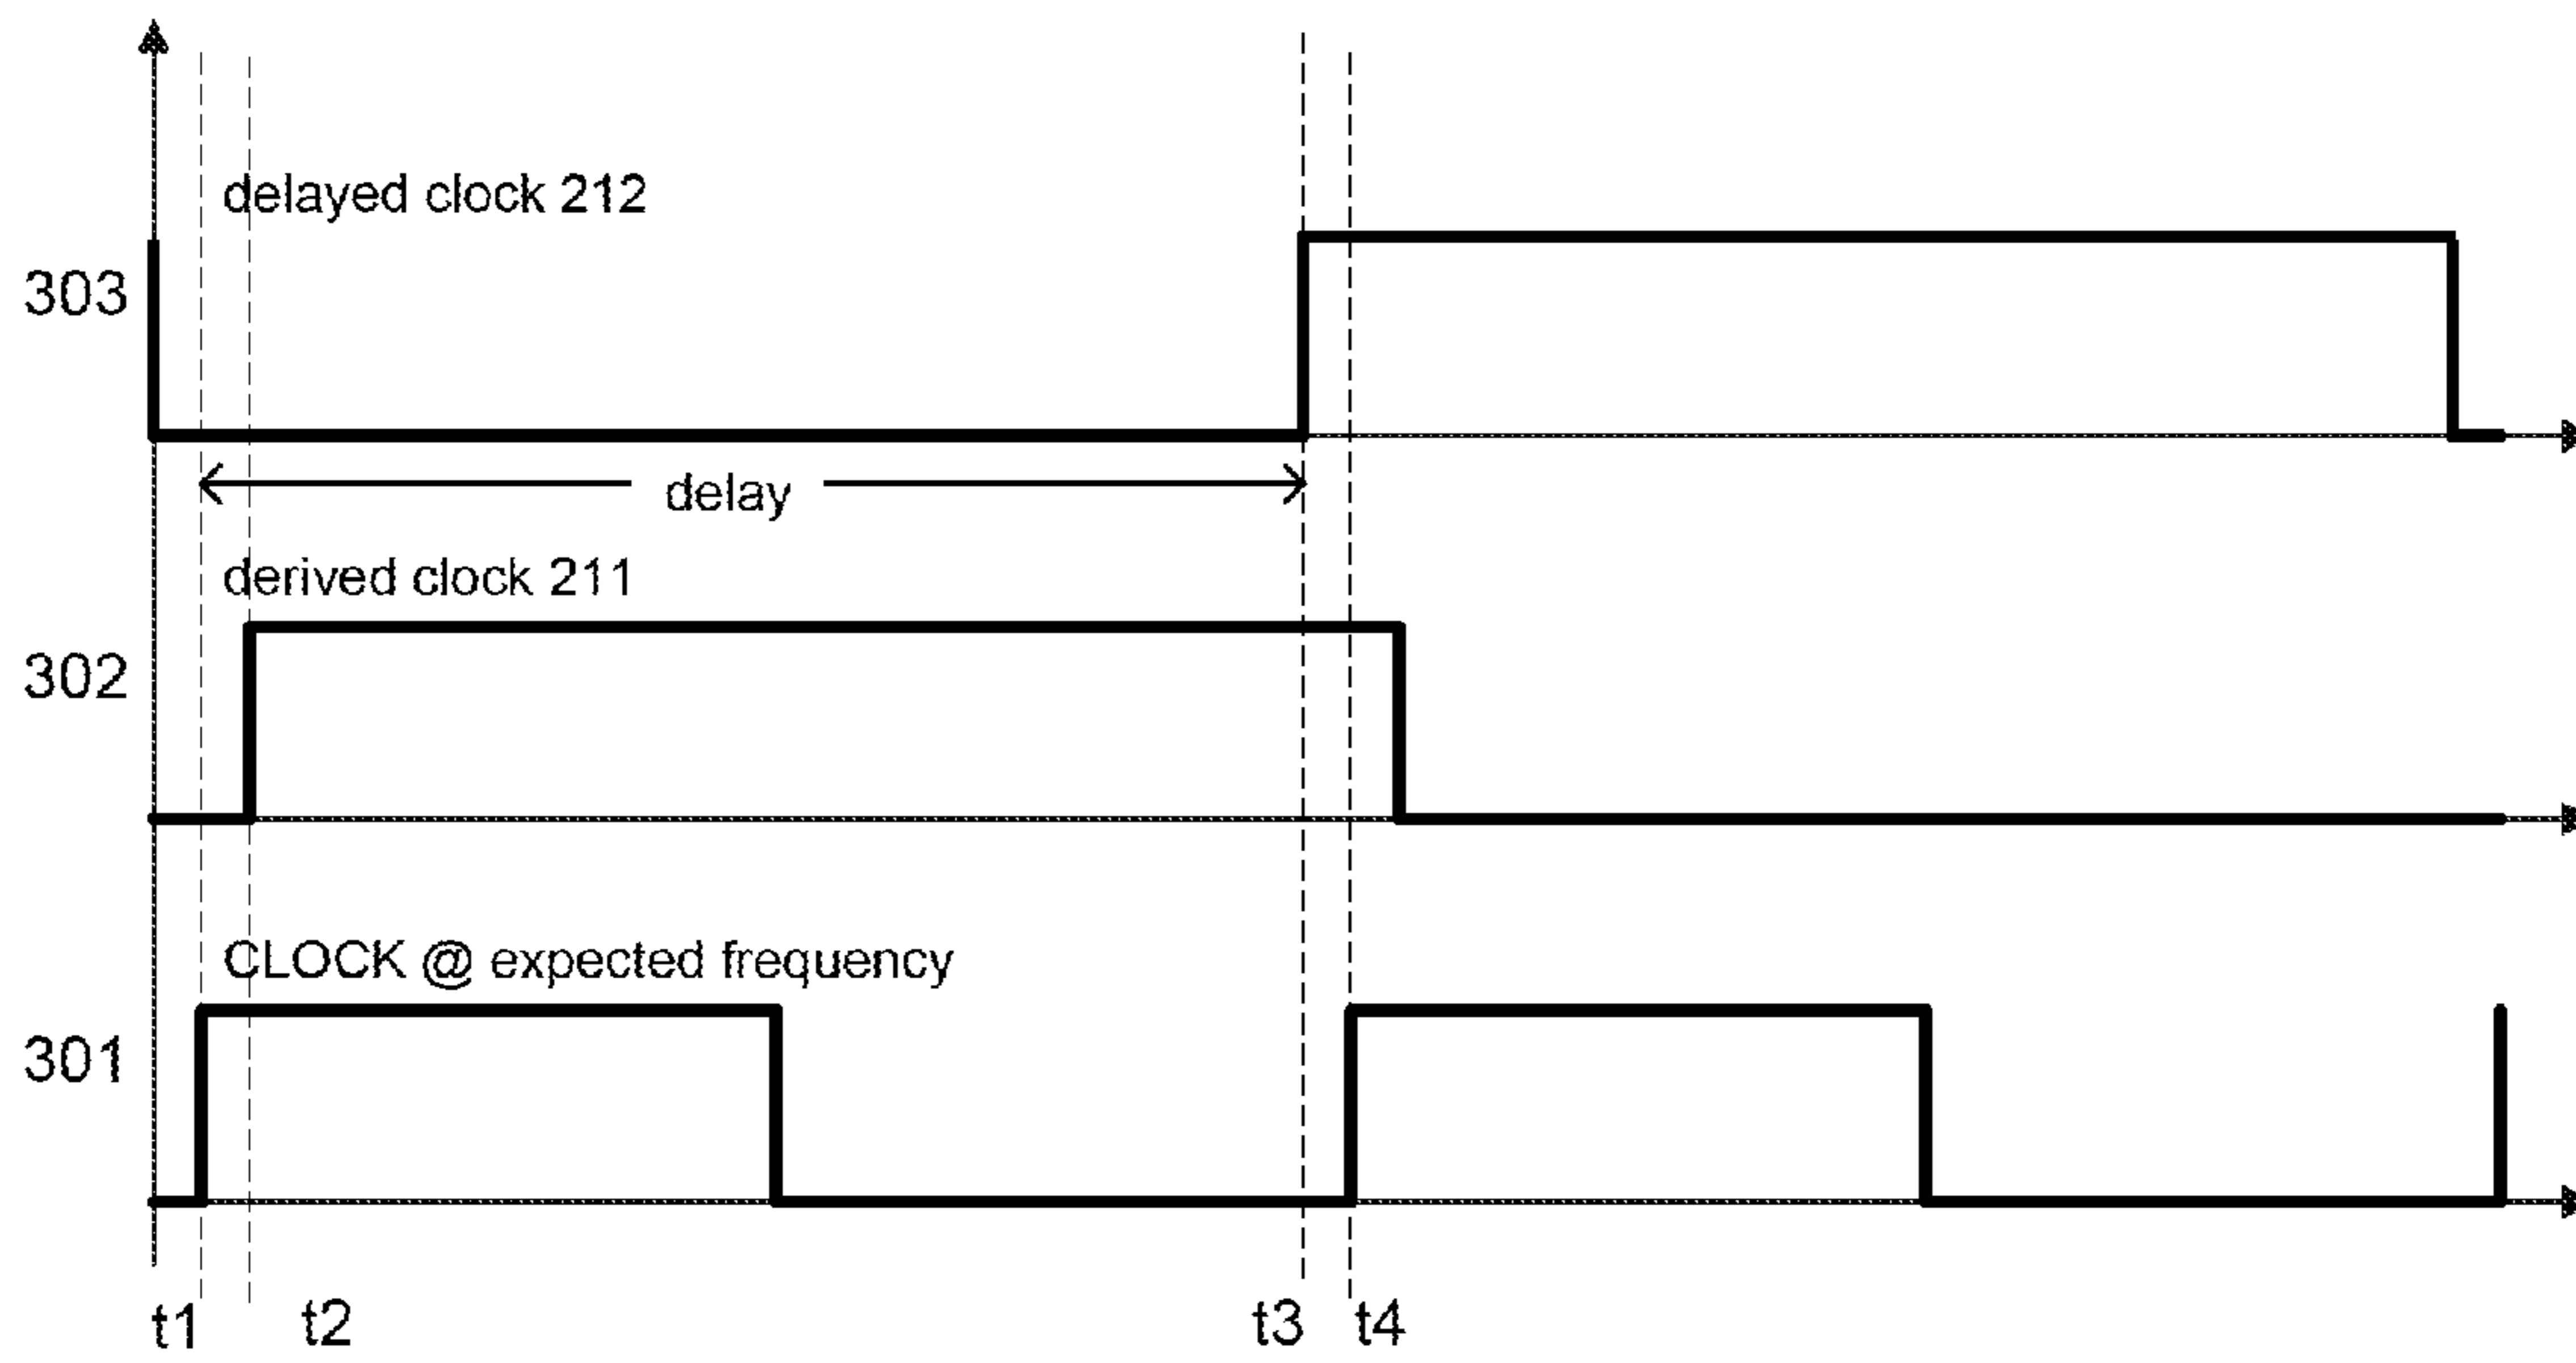 delayed clock 212
303
delay
derived clock 211
302
CLOCK @ expected frequency
301
t1 t2 t3 t4